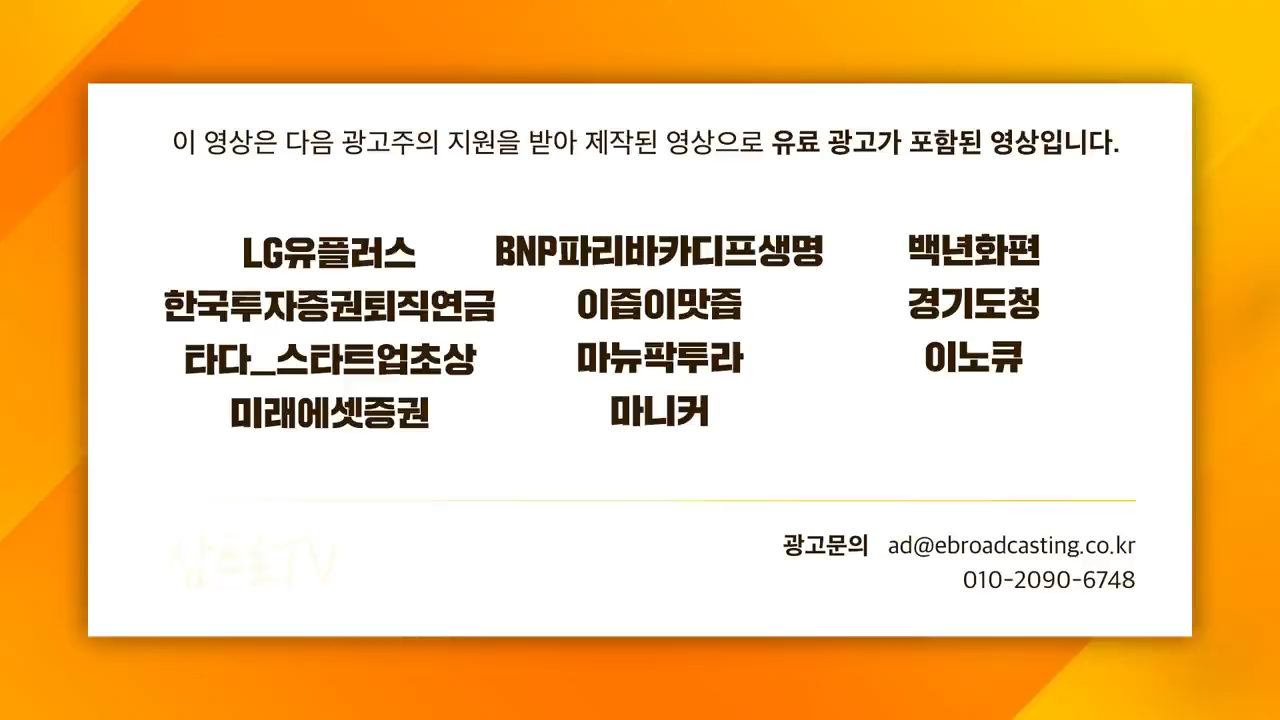 이 영상은 다음 광고주의 지원을 받아 제작된 영상으로 유료 광고가 포함된 영상입니다.
LG유플러스 BNP파리바카디프생명 백년화편
한국투자증권퇴직연금 이즙이맛즙 경기도청
타다_스타트업초상 마뉴팍투라 이노큐
미래에셋증권 마니커
삼프로TV
광고문의 ad@ebroadcasting.co.kr
010-2090-6748